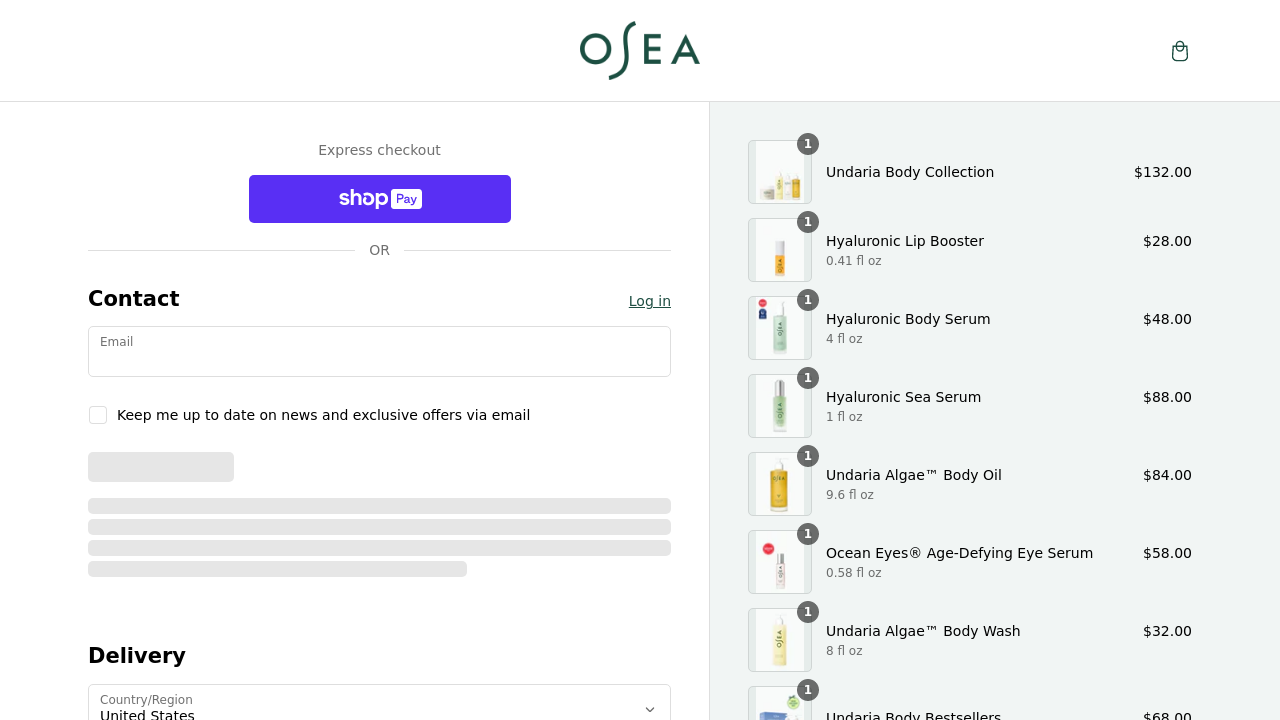 OSEA
Express checkout
shop Pay
OR
Contact
Log in
Email
Keep me up to date on news and exclusive offers via email
Delivery
Country/Region
United States
1
Undaria Body Collection
$132.00
1
Hyaluronic Lip Booster
0.41 fl oz
$28.00
1
Hyaluronic Body Serum
4 fl oz
$48.00
1
Hyaluronic Sea Serum
1 fl oz
$88.00
1
Undaria Algae™ Body Oil
9.6 fl oz
$84.00
1
Ocean Eyes® Age-Defying Eye Serum
0.58 fl oz
$58.00
1
Undaria Algae™ Body Wash
8 fl oz
$32.00
1
Undaria Body Bestsellers
$68.00